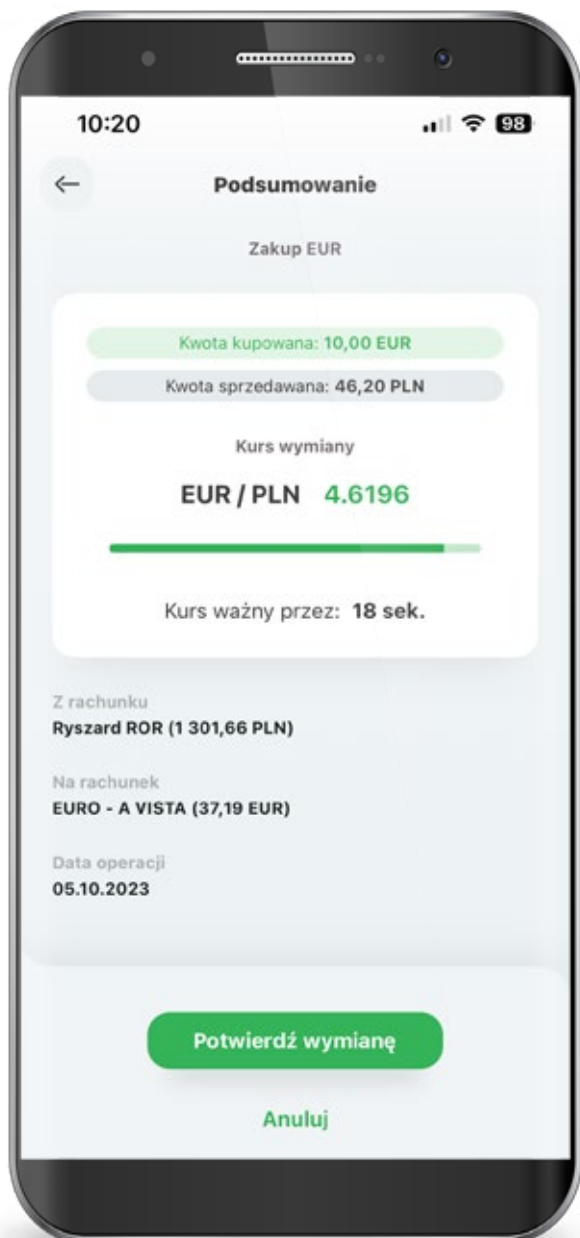 10:20
98
Podsumowanie
Zakup EUR
Kwota kupowana: 10,00 EUR
Kwota sprzedawana: 46,20 PLN
Kurs wymiany
EUR / PLN 4.6196
Kurs ważny przez: 18 sek.
Z rachunku
Ryszard ROR (1 301,66 PLN)
Na rachunek
EURO - A VISTA (37,19 EUR)
Data operacji
05.10.2023
Potwierdź wymianę
Anuluj